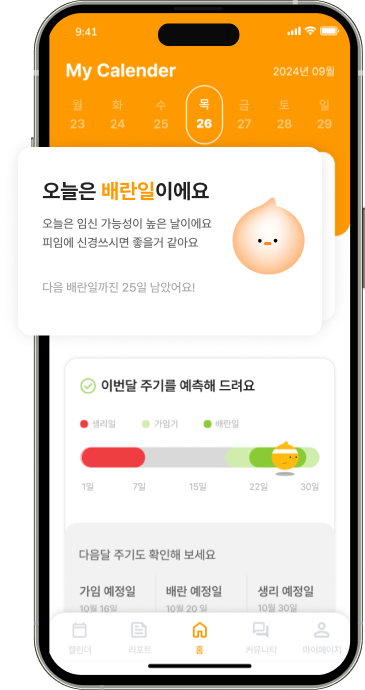 9:41
My Calender
2024년 09월
월 화 수 목 금 토 일
23 24 25 26 27 28 29
오늘은 배란일이에요
오늘은 임신 가능성이 높은 날이에요
피임에 신경쓰시면 좋을거 같아요
다음 배란일까진 25일 남았어요!
이번달 주기를 예측해 드려요
생리일 가임기 배란일
1일 7일 15일 22일 30일
다음달 주기도 확인해 보세요
가임 예정일 배란 예정일 생리 예정일
10월 16일 10월 20 일 10월 30일
캘린더 리포트 홈 커뮤니티 마이페이지